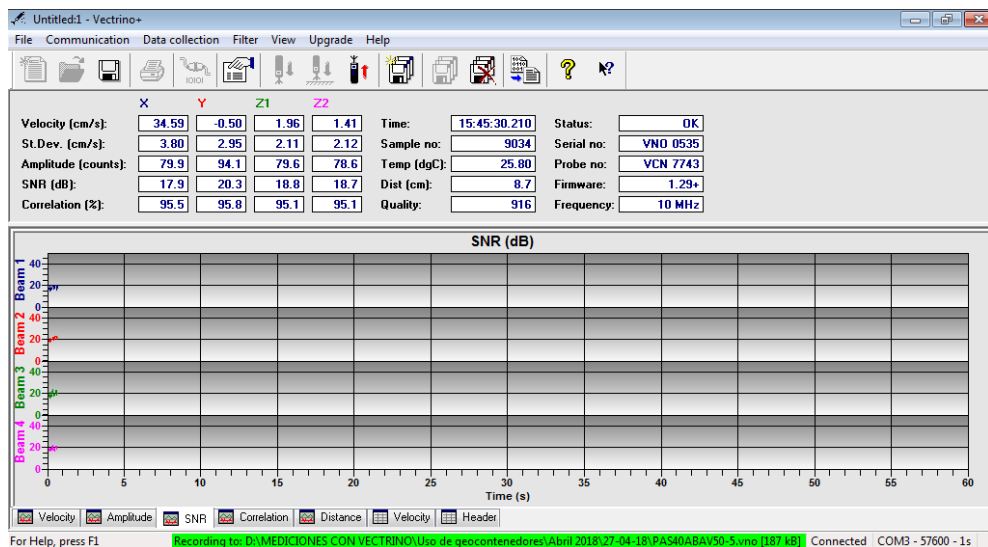 Untitled:1 - Vectrino+
File Communication Data collection Filter View Upgrade Help
X Y Z1 Z2
Velocity (cm/s): 34.59 -0.50 1.96 1.41 Time: 15:45:30.210 Status: OK
St.Dev. (cm/s): 3.80 2.95 2.11 2.12 Sample no: 9034 Serial no: VNO 0535
Amplitude (counts): 79.9 94.1 79.6 78.6 Temp (dgC): 25.80 Probe no: VCN 7743
SNR (dB): 17.9 20.3 18.8 18.7 Dist (cm): 8.7 Firmware: 1.29+
Correlation (%): 95.5 95.8 95.1 95.1 Quality: 916 Frequency: 10 MHz
SNR (dB)
Beam 1
40
20
0
Beam 2
40
20
0
Beam 3
40
20
0
Beam 4
40
20
0
0 5 10 15 20 25 30 35 40 45 50 55 60
Time (s)
Velocity Amplitude SNR Correlation Distance Velocity Header
For Help, press F1 Recording to: D:\MEDICIONES CON VECTRINO\Uso de geocontenedores\Abril 2018\27-04-18\PAS40ABAV50-5.vno [187 kB] Connected COM3 - 57600 - 1s